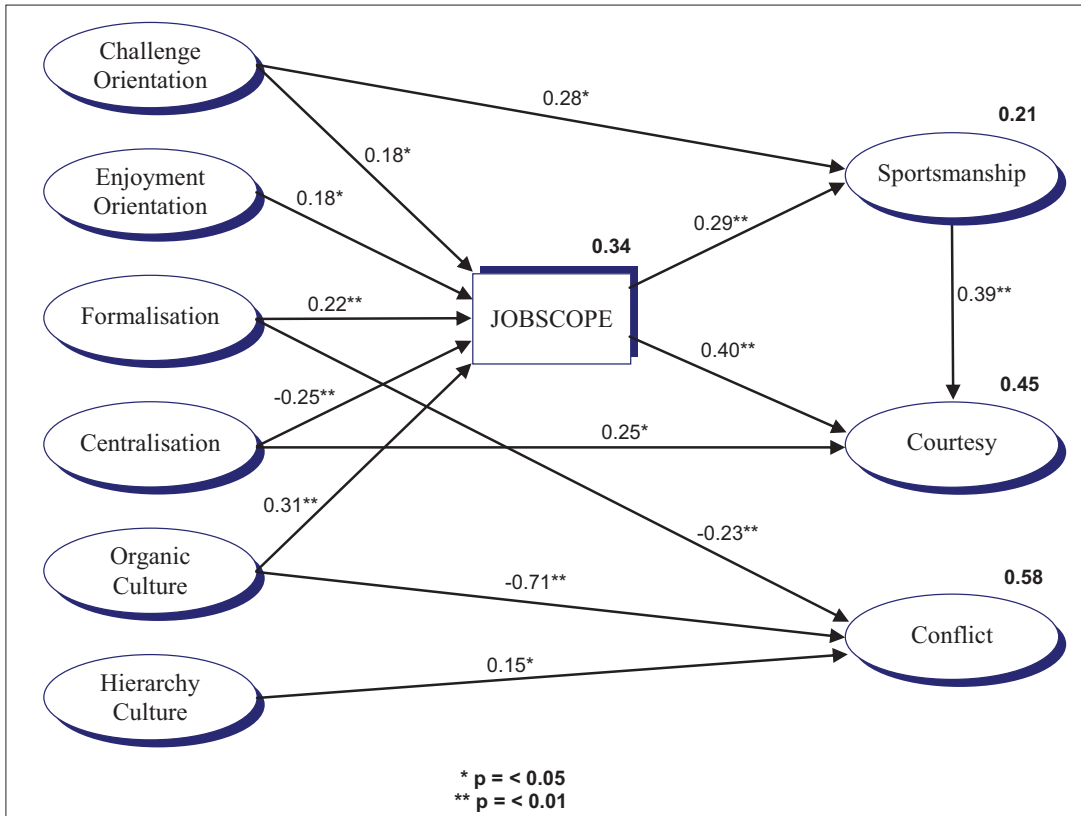 Challenge
Orientation
0.28*
0.21
0.18*
Enjoyment
Orientation
Sportsmanship
0.18*
0.29**
0.34
Formalisation
0.22**
JOBSCOPE
0.39**
0.40**
-0.25**
0.45
Centralisation
0.25*
Courtesy
0.31**
-0.23**
Organic
Culture
-0.71**
0.58
Conflict
0.15*
Hierarchy
Culture
* p = < 0.05
** p = < 0.01